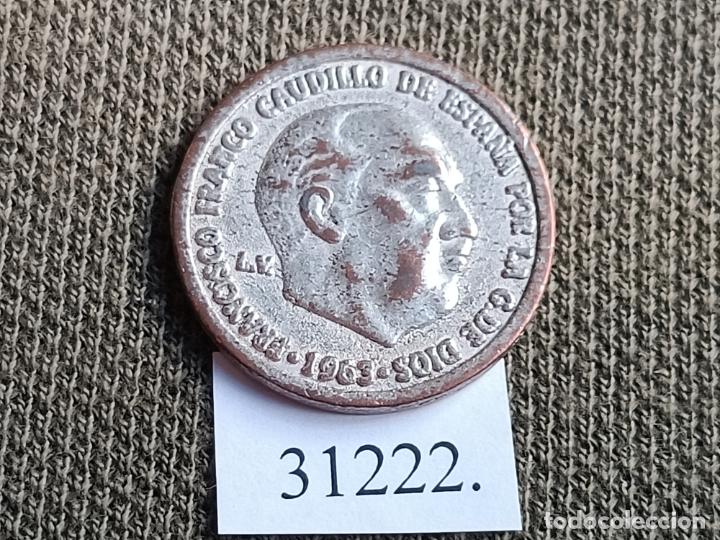 FRANCISCO FRANCO CAUDILLO DE ESPAÑA POR LA G. DE DIOS · 1963 ·
L.V.
31222.
todocoleccion